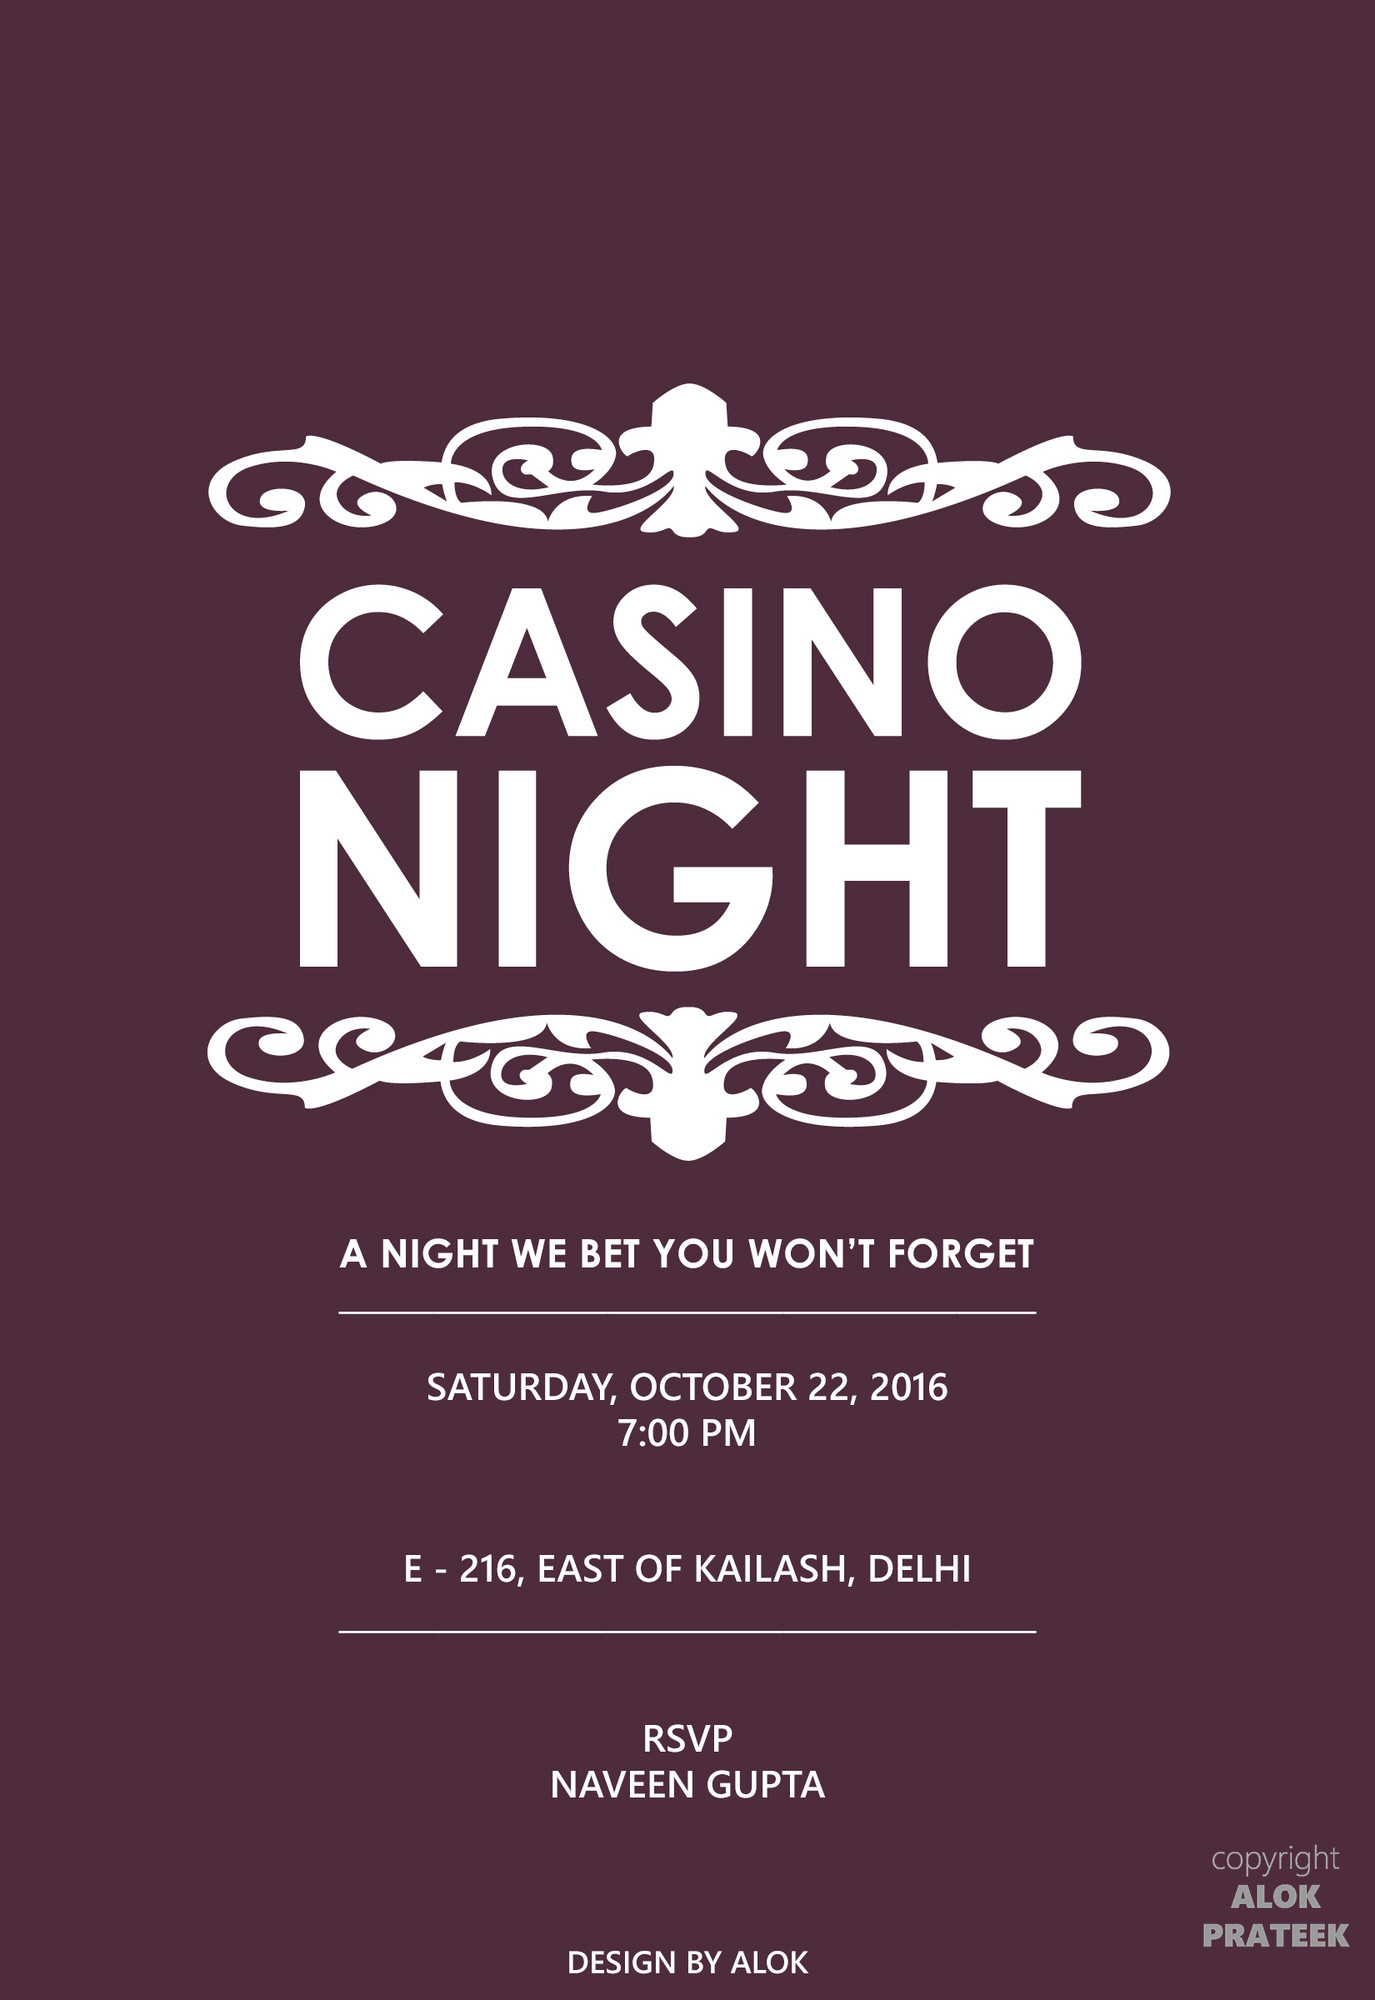 CASINO
NIGHT
A NIGHT WE BET YOU WON’T FORGET
SATURDAY, OCTOBER 22, 2016
7:00 PM
E - 216, EAST OF KAILASH, DELHI
RSVP
NAVEEN GUPTA
copyright
ALOK
PRATEEK
DESIGN BY ALOK